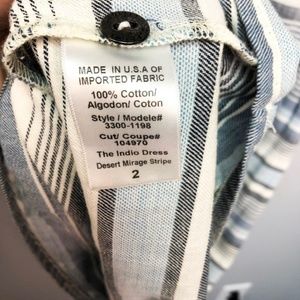 MADE IN U.S.A OF
IMPORTED FABRIC
100% Cotton/
Algodon/ Coton
Style / Modele#
3300-1198
Cut/ Coupe#
104970
The Indio Dress
Desert Mirage Stripe
2